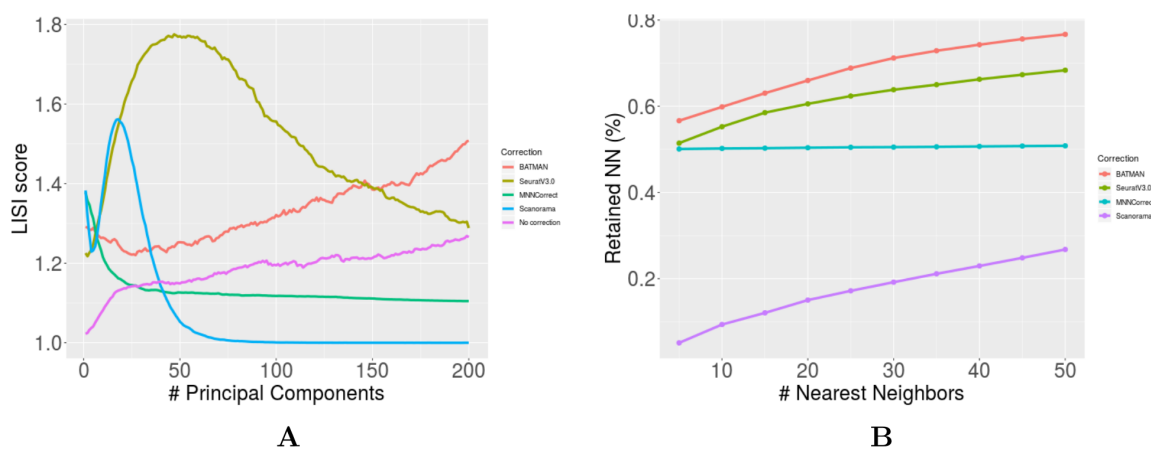 LISI score
1.8
1.6
1.4
1.2
1.0
0 50 100 150 200
# Principal Components
Correction
BATMAN
SeuratV3.0
MNNCorrect
Scanorama
No correction
A
Retained NN (%)
0.8
0.6
0.4
0.2
10 20 30 40 50
# Nearest Neighbors
Correction
BATMAN
SeuratV3.0
MNNCorrect
Scanorama
B